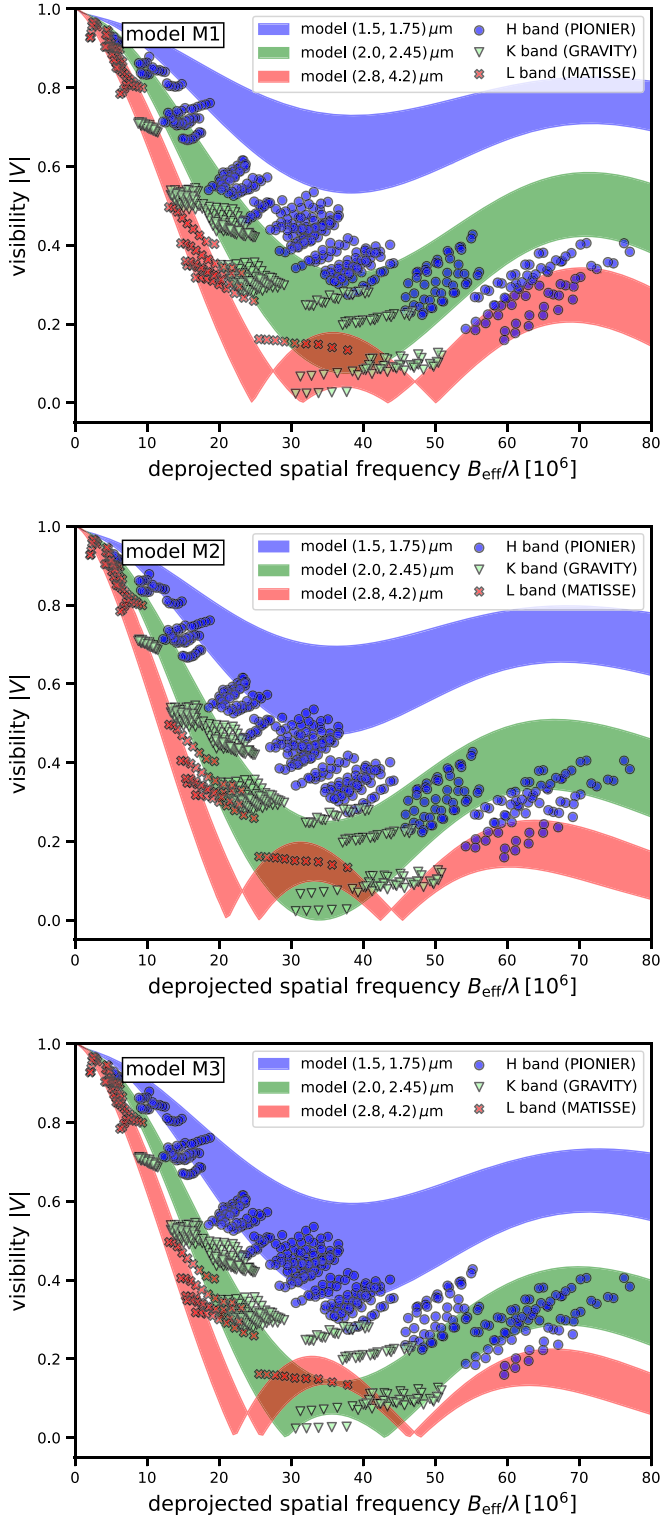 model M1
model (1.5, 1.75) μm
model (2.0, 2.45) μm
model (2.8, 4.2) μm
H band (PIONIER)
K band (GRAVITY)
L band (MATISSE)
visibility |V|
1.0
0.8
0.6
0.4
0.2
0.0
0 10 20 30 40 50 60 70 80
deprojected spatial frequency B_eff/λ [10^6]
model M2
model (1.5, 1.75) μm
model (2.0, 2.45) μm
model (2.8, 4.2) μm
H band (PIONIER)
K band (GRAVITY)
L band (MATISSE)
visibility |V|
1.0
0.8
0.6
0.4
0.2
0.0
0 10 20 30 40 50 60 70 80
deprojected spatial frequency B_eff/λ [10^6]
model M3
model (1.5, 1.75) μm
model (2.0, 2.45) μm
model (2.8, 4.2) μm
H band (PIONIER)
K band (GRAVITY)
L band (MATISSE)
visibility |V|
1.0
0.8
0.6
0.4
0.2
0.0
0 10 20 30 40 50 60 70 80
deprojected spatial frequency B_eff/λ [10^6]